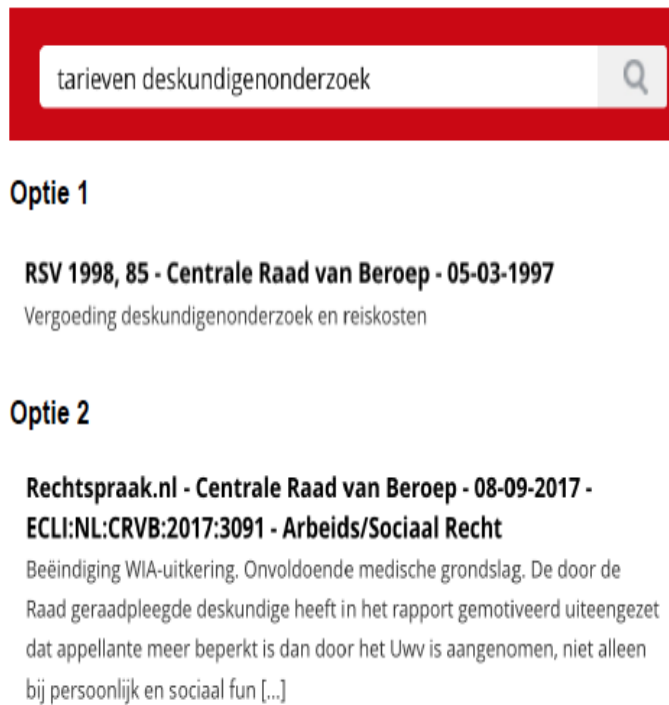 tarieven deskundigenonderzoek
Optie 1
RSV 1998, 85 - Centrale Raad van Beroep - 05-03-1997
Vergoeding deskundigenonderzoek en reiskosten
Optie 2
Rechtspraak.nl - Centrale Raad van Beroep - 08-09-2017 -
ECLI:NL:CRVB:2017:3091 - Arbeids/Sociaal Recht
Beëindiging WIA-uitkering. Onvoldoende medische grondslag. De door de
Raad geraadpleegde deskundige heeft in het rapport gemotiveerd uiteengezet
dat appellante meer beperkt is dan door het Uwv is aangenomen, niet alleen
bij persoonlijk en sociaal fun [...]